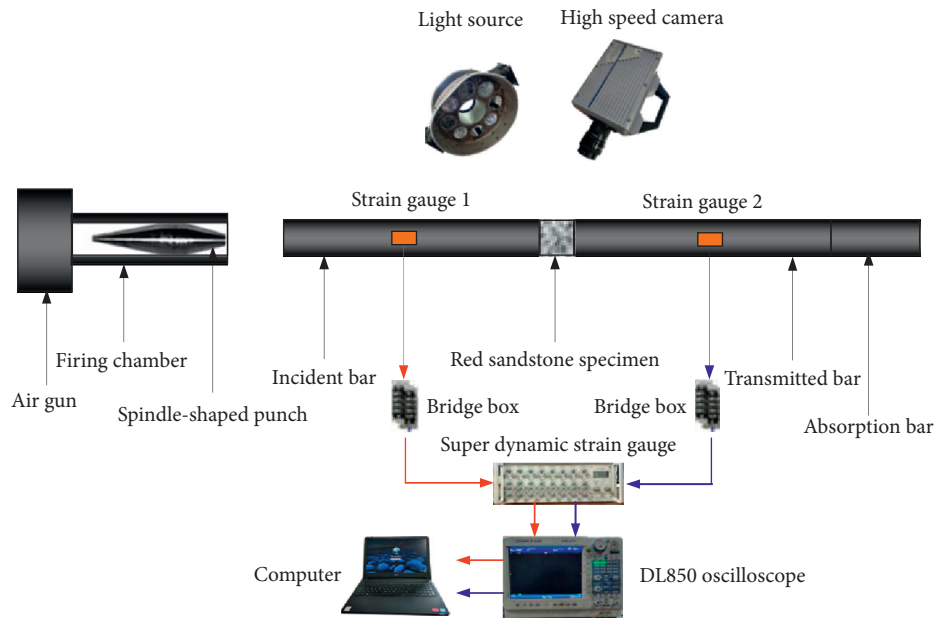 Light source
High speed camera
Strain gauge 1
Strain gauge 2
Firing chamber
Air gun
Spindle-shaped punch
Incident bar
Red sandstone specimen
Transmitted bar
Absorption bar
Bridge box
Bridge box
Super dynamic strain gauge
Computer
DL850 oscilloscope